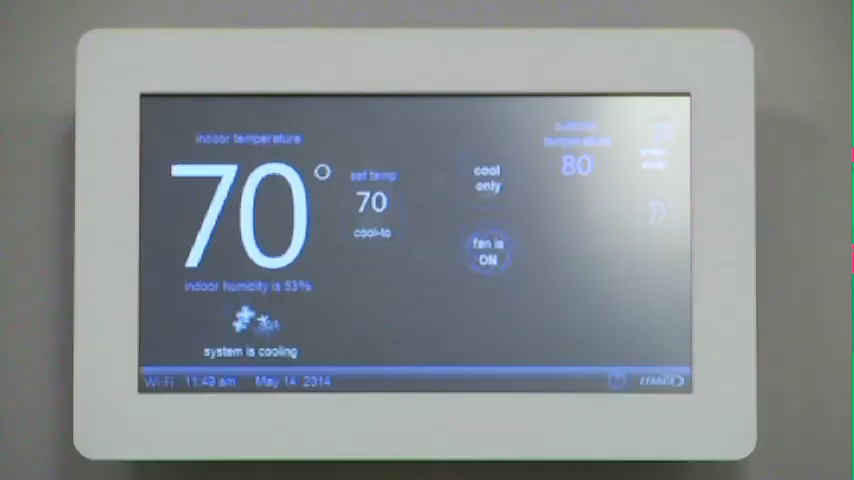 indoor temperature
70°
indoor humidity is 53%
system is cooling
set temp
70
cool-to
cool
only
fan is
ON
outdoor
temperature
80
Wi-Fi 11:49 am May 14, 2014
LENNOX